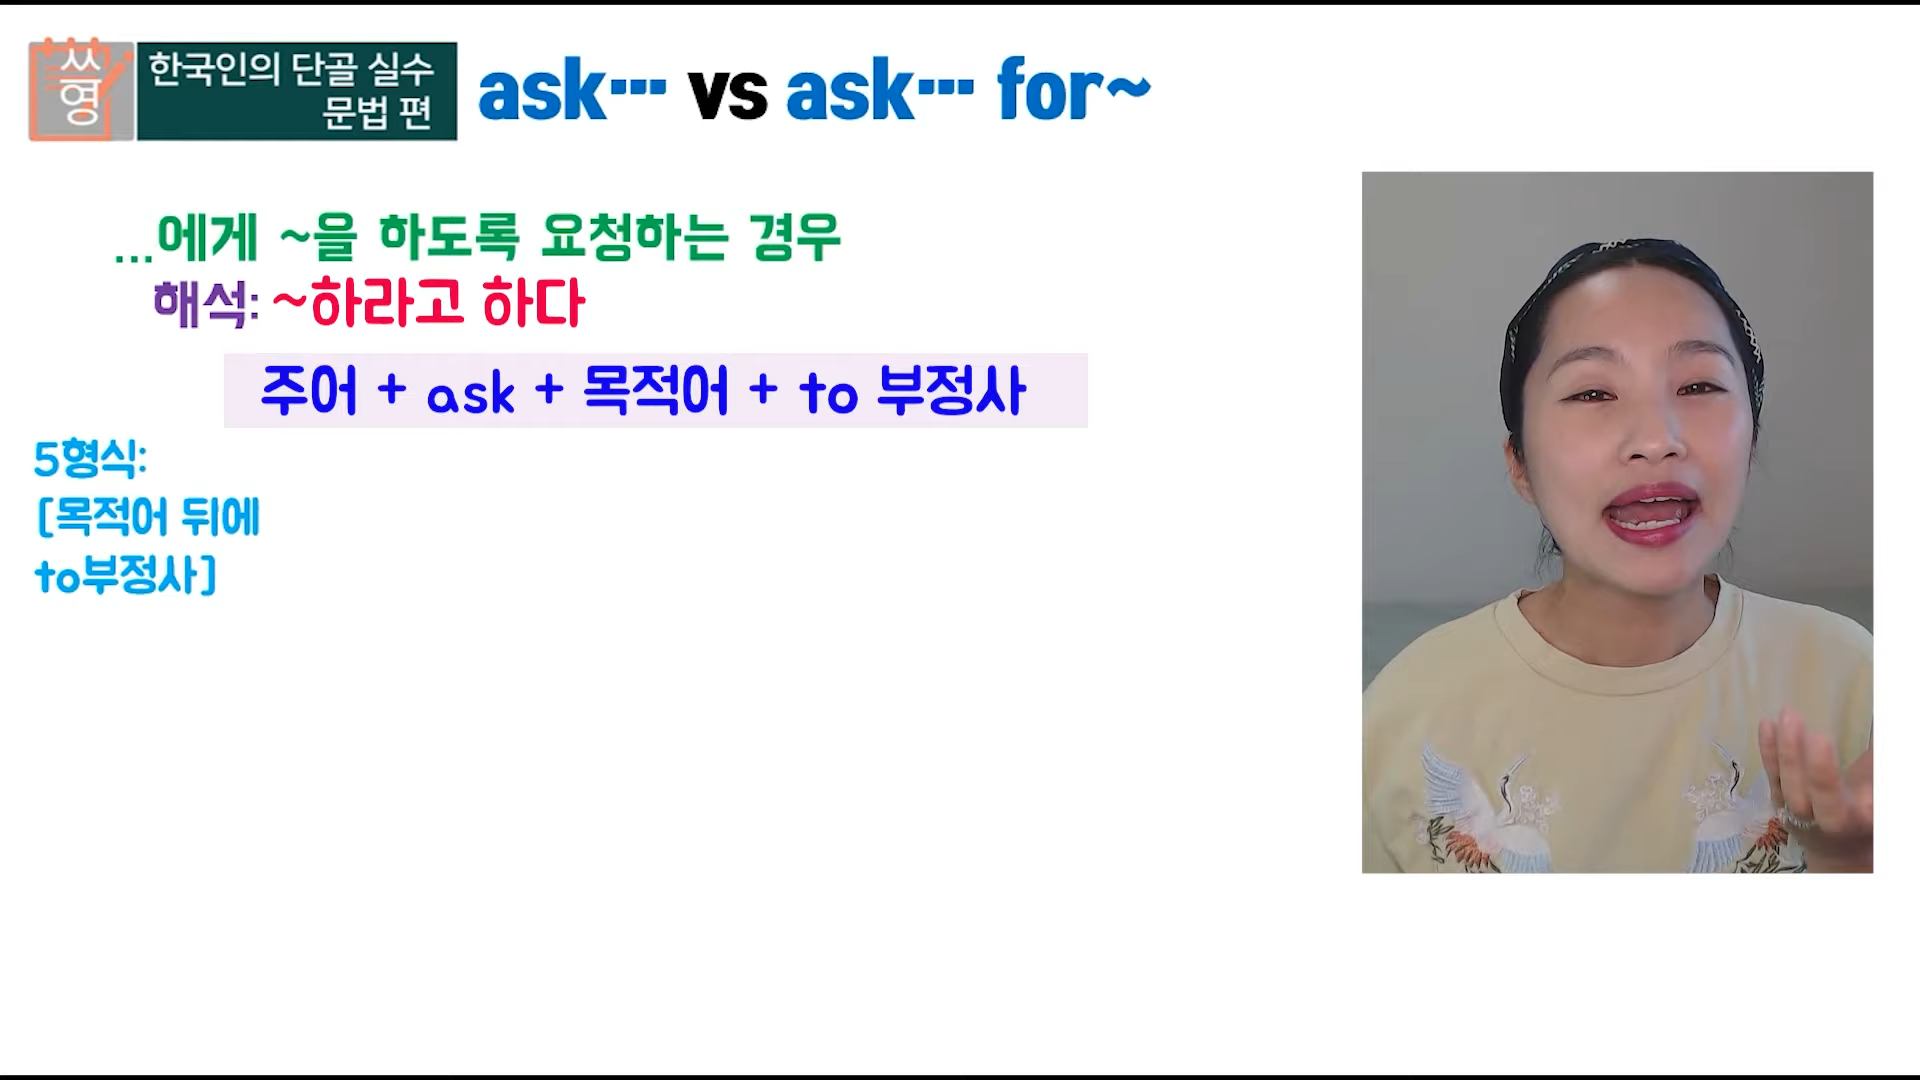 쓰
영
한국인의 단골 실수
문법 편
ask… vs ask… for~
...에게 ~을 하도록 요청하는 경우
해석: ~하라고 하다
주어 + ask + 목적어 + to 부정사
5형식:
[목적어 뒤에
to부정사]